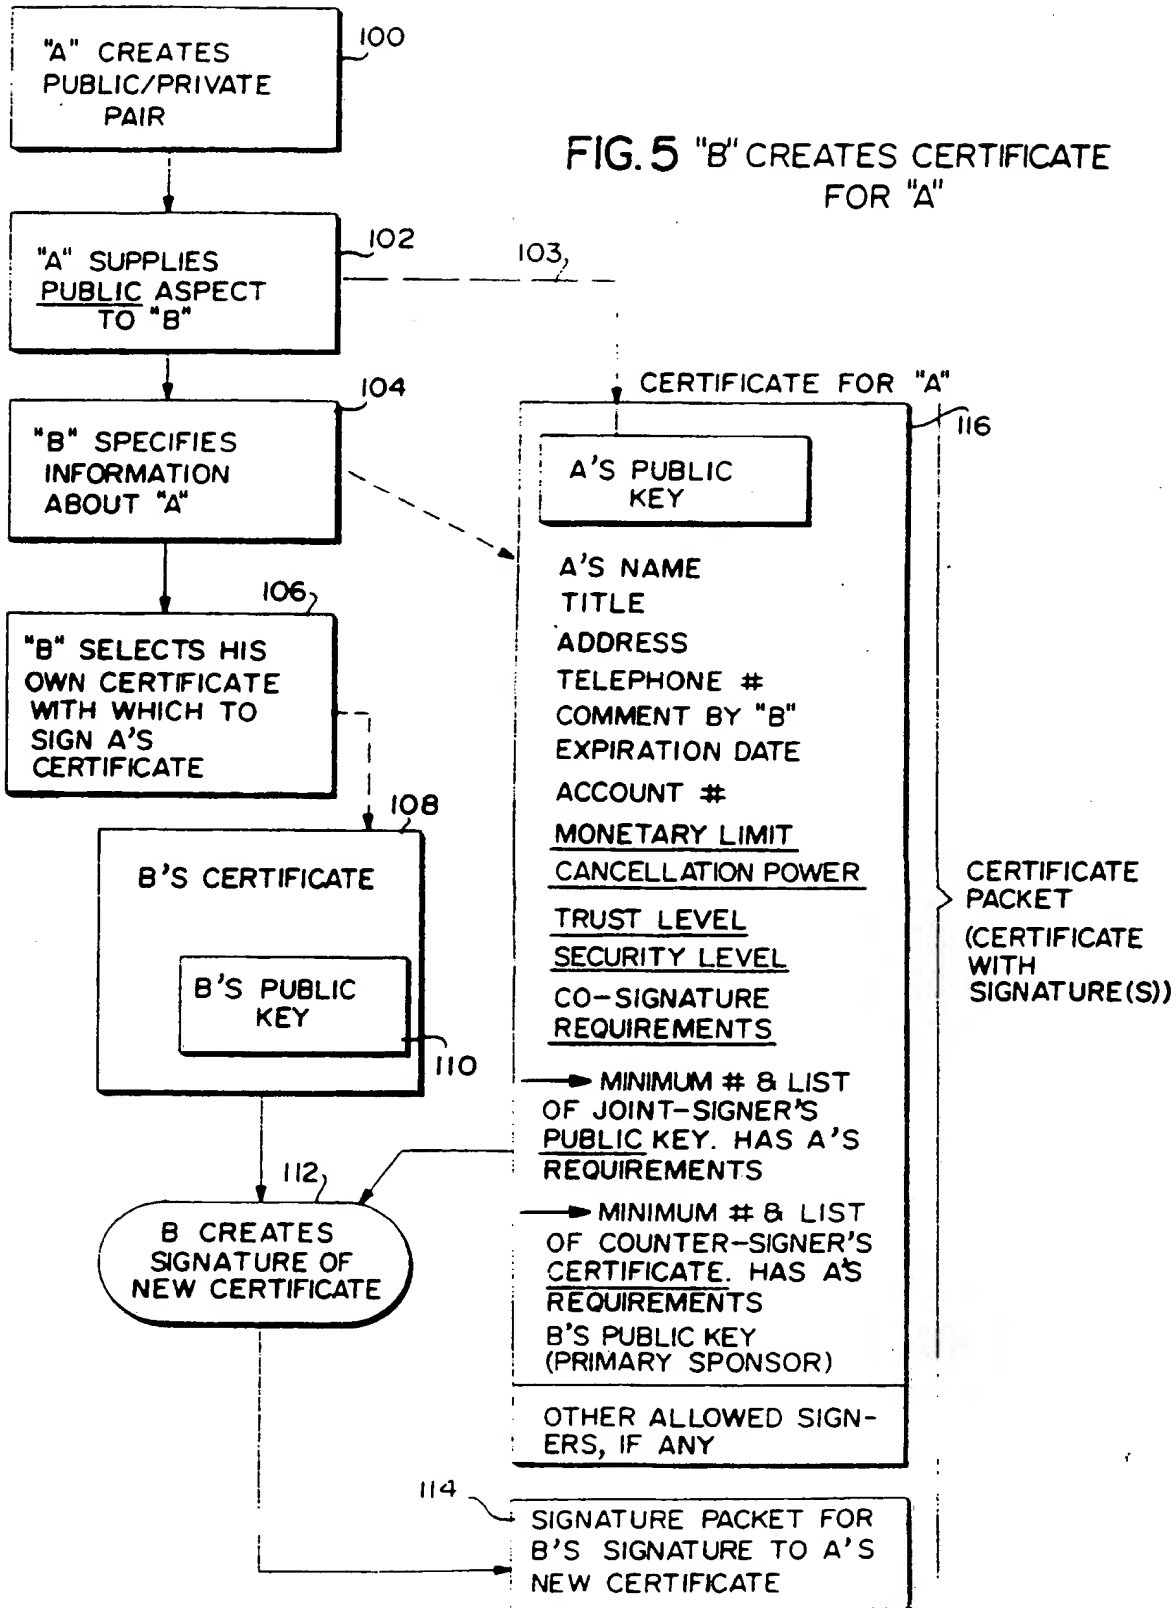 "A" CREATES
PUBLIC/PRIVATE
PAIR
100
FIG. 5 "B" CREATES CERTIFICATE
FOR "A"
"A" SUPPLIES
PUBLIC ASPECT
TO "B"
102
103
"B" SPECIFIES
INFORMATION
ABOUT "A"
104
"B" SELECTS HIS
OWN CERTIFICATE
WITH WHICH TO
SIGN A'S
CERTIFICATE
106
B'S CERTIFICATE
108
B'S PUBLIC
KEY
110
B CREATES
SIGNATURE OF
NEW CERTIFICATE
112
CERTIFICATE FOR "A"
116
A'S PUBLIC
KEY
A'S NAME
TITLE
ADDRESS
TELEPHONE #
COMMENT BY "B"
EXPIRATION DATE
ACCOUNT #
MONETARY LIMIT
CANCELLATION POWER
TRUST LEVEL
SECURITY LEVEL
CO-SIGNATURE
REQUIREMENTS
MINIMUM # & LIST
OF JOINT-SIGNER'S
PUBLIC KEY. HAS A'S
REQUIREMENTS
MINIMUM # & LIST
OF COUNTER-SIGNER'S
CERTIFICATE. HAS A'S
REQUIREMENTS
B'S PUBLIC KEY
(PRIMARY SPONSOR)
OTHER ALLOWED SIGN-
ERS, IF ANY
114
SIGNATURE PACKET FOR
B'S SIGNATURE TO A'S
NEW CERTIFICATE
CERTIFICATE
PACKET
(CERTIFICATE
WITH
SIGNATURE(S))